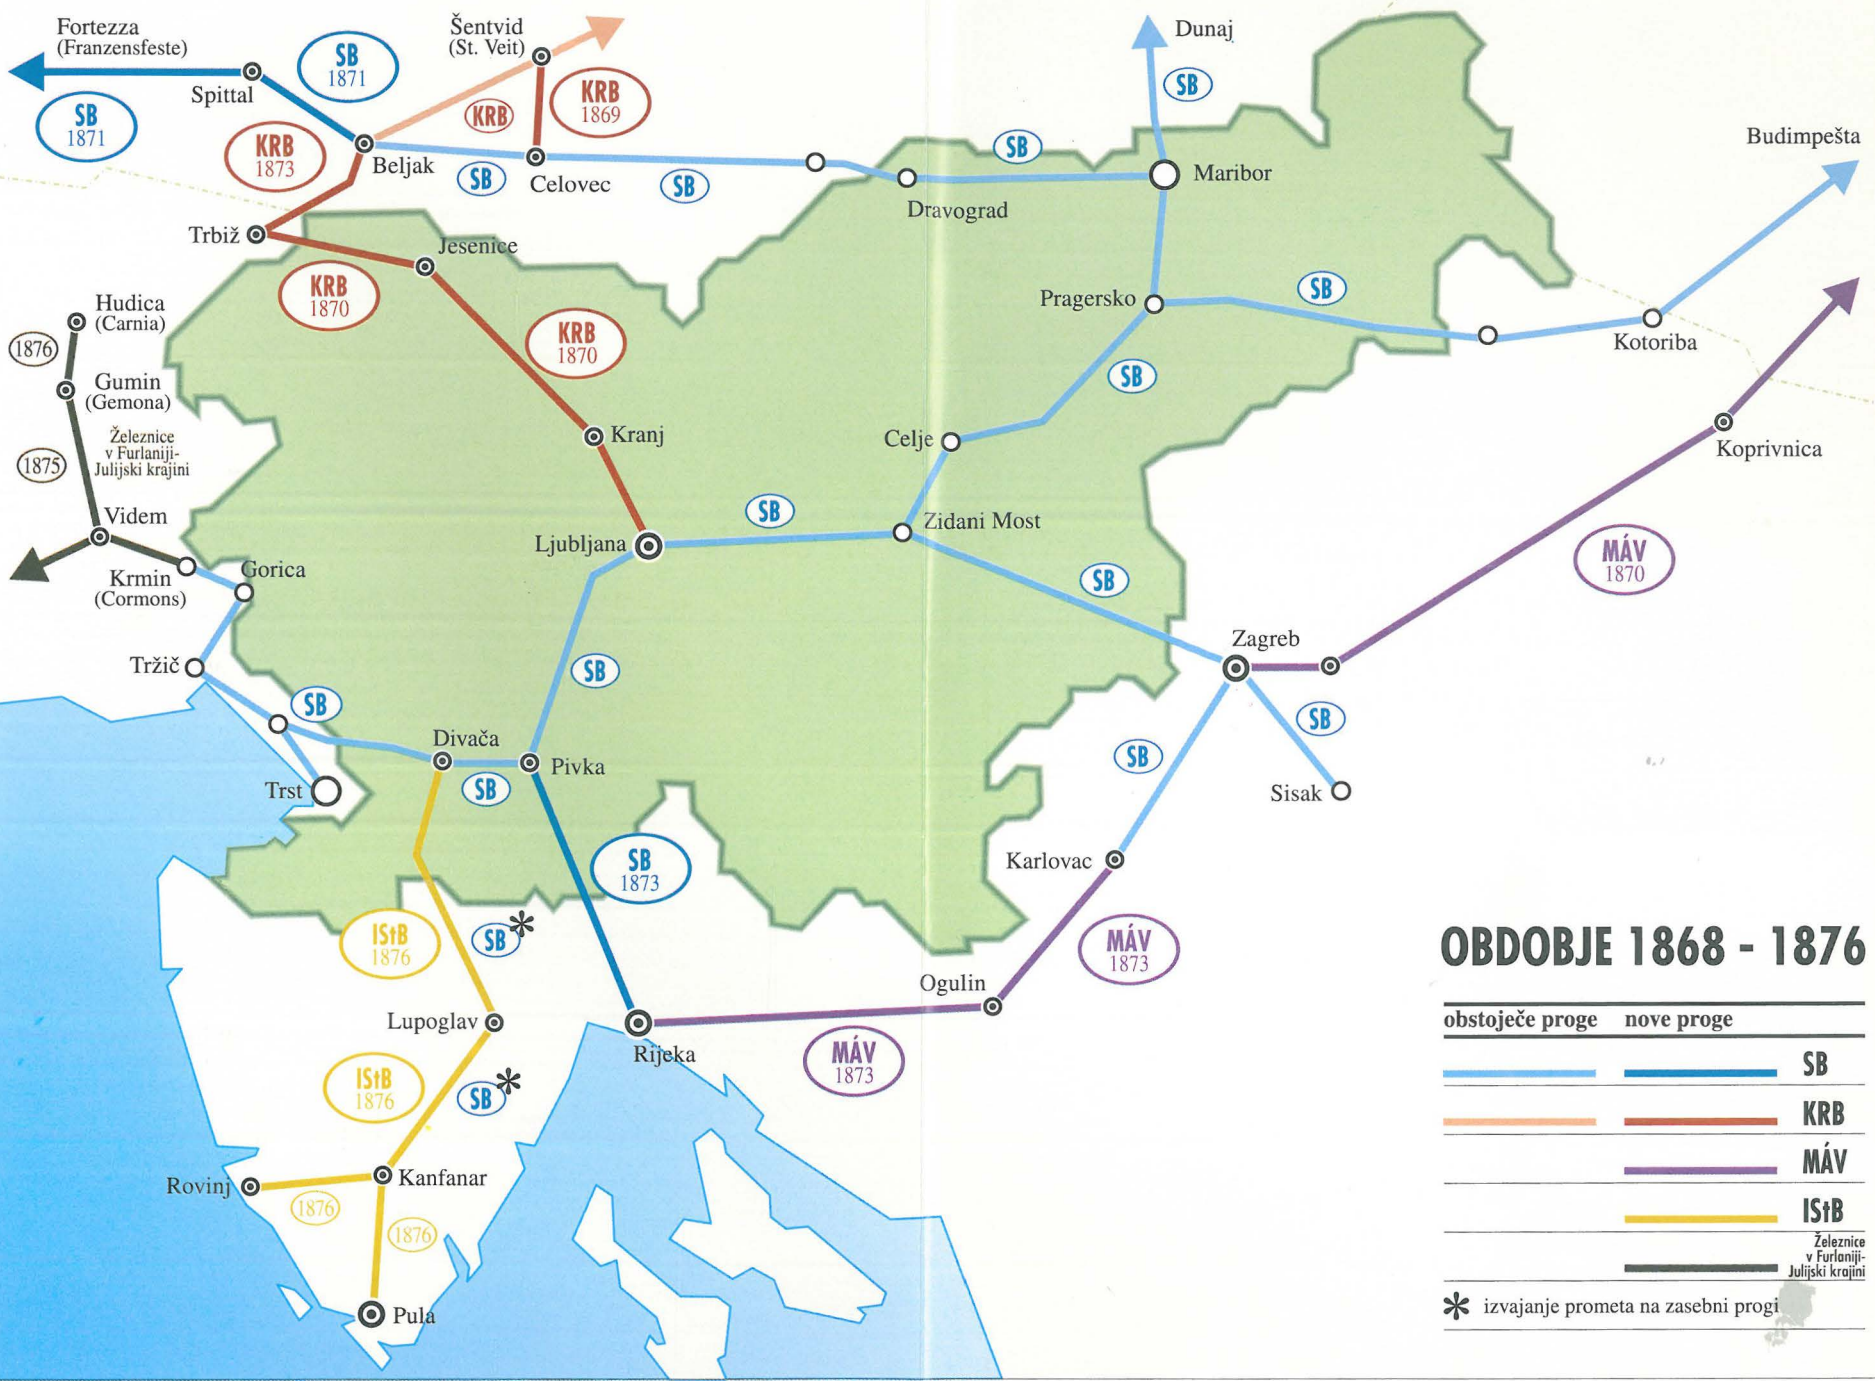 Fortezza
(Franzensfeste)
SB
1871
Šentvid
(St. Veit)
Dunaj
SB
Spittal
SB
1871
KRB
KRB
1869
Budimpešta
KRB
1873
Beljak
SB
Celovec
SB
SB
Dravograd
Maribor
Trbiž
Jesenice
KRB
1870
Hudica
(Carnia)
1876
Gumin
(Gemona)
Železnice
v Furlaniji-
Julijski krajini
1875
Videm
Krmin
(Cormons)
Gorica
KRB
1870
Kranj
Pragersko
SB
Kotoriba
SB
Celje
Koprivnica
SB
Zidani Most
Ljubljana
SB
MÁV
1870
Zagreb
Tržič
SB
SB
SB
Divača
Pivka
SB
Trst
SB
Sisak
SB
1873
Karlovac
IStB
1876
SB *
MÁV
1873
Ogulin
Lupoglav
Rijeka
MÁV
1873
IStB
1876
SB *
Rovinj
Kanfanar
1876
1876
Pula
OBDOBJE 1868 - 1876
obstoječe proge nove proge
SB
KRB
MÁV
IStB
Železnice
v Furlaniji-
Julijski krajini
* izvajanje prometa na zasebni progi